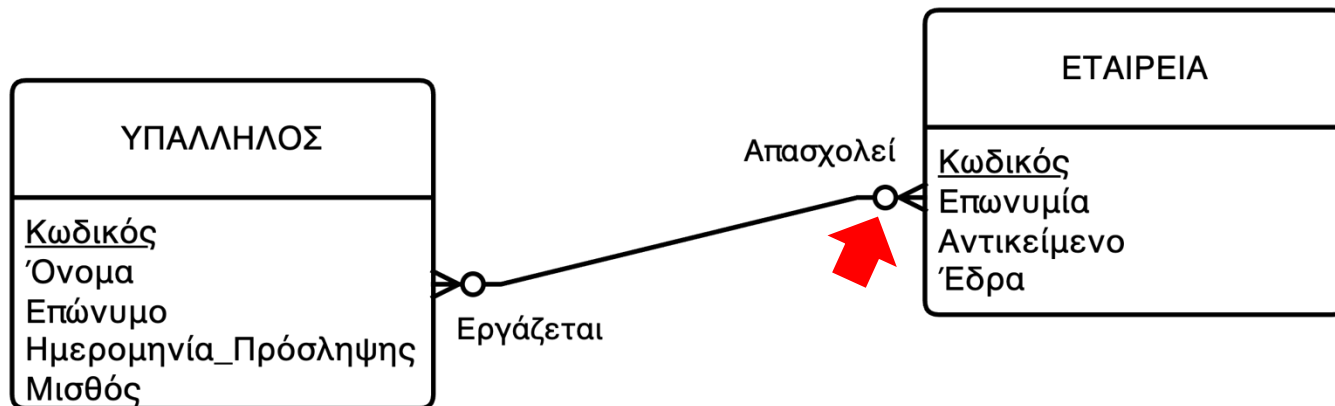 ΥΠΑΛΛΗΛΟΣ
Κωδικός
Όνομα
Επώνυμο
Ημερομηνία_Πρόσληψης
Μισθός
Εργάζεται
Απασχολεί
ΕΤΑΙΡΕΙΑ
Κωδικός
Επωνυμία
Αντικείμενο
Έδρα